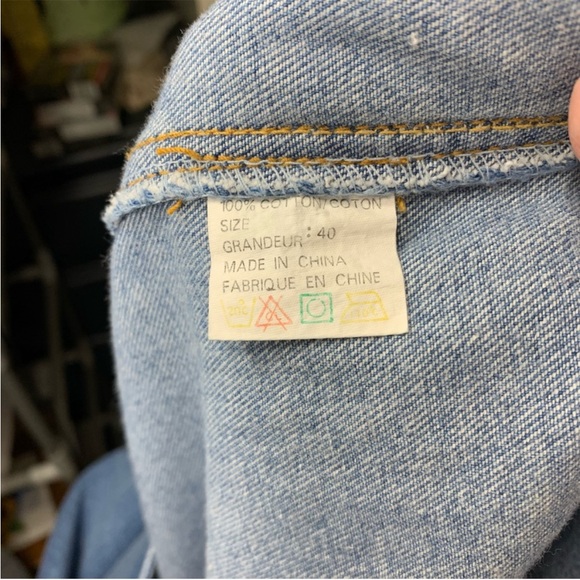 100% COTTON/COTON
SIZE
GRANDEUR : 40
MADE IN CHINA
FABRIQUE EN CHINE